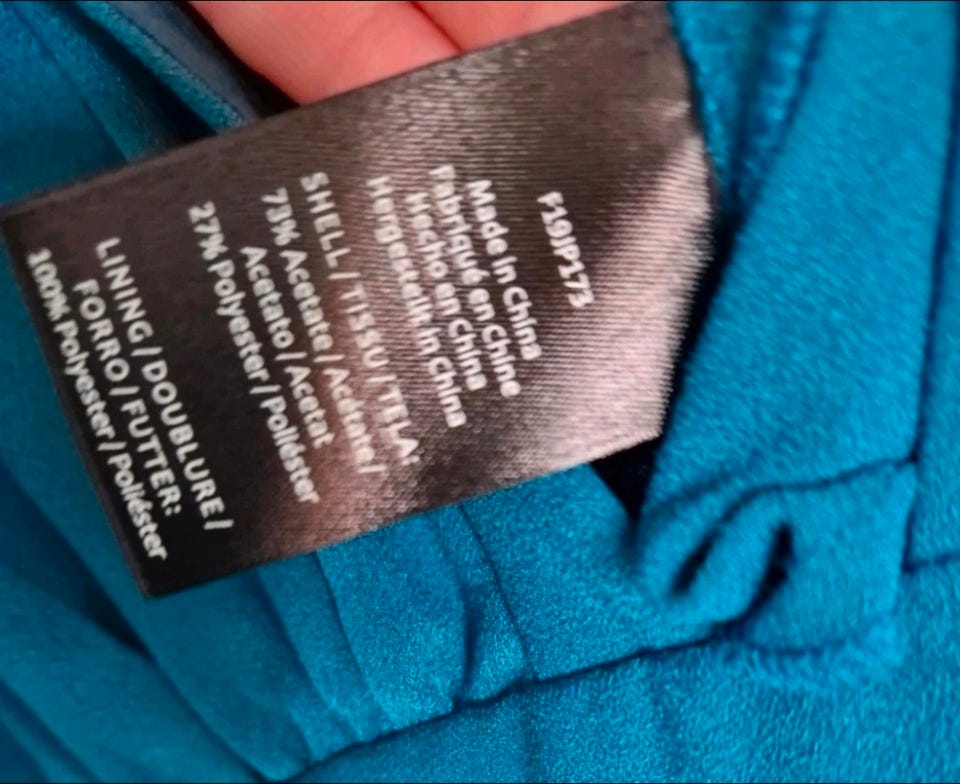 F19JP173
Made in China
Fabriqué en Chine
Hecho en China
Hergestellt in China
SHELL / TISSU / TELA:
73% Acetate / Acétate /
Acetato / Acetat
27% Polyester / Poliéster
LINING / DOUBLURE /
FORRO / FUTTER:
100% Polyester / Poliéster